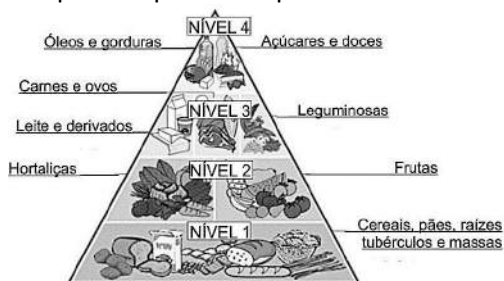 NÍVEL 4
Óleos e gorduras
Açúcares e doces
Carnes e ovos
NÍVEL 3
Leguminosas
Leite e derivados
Hortaliças
NÍVEL 2
Frutas
NÍVEL 1
Cereais, pães, raízes
tubérculos e massas